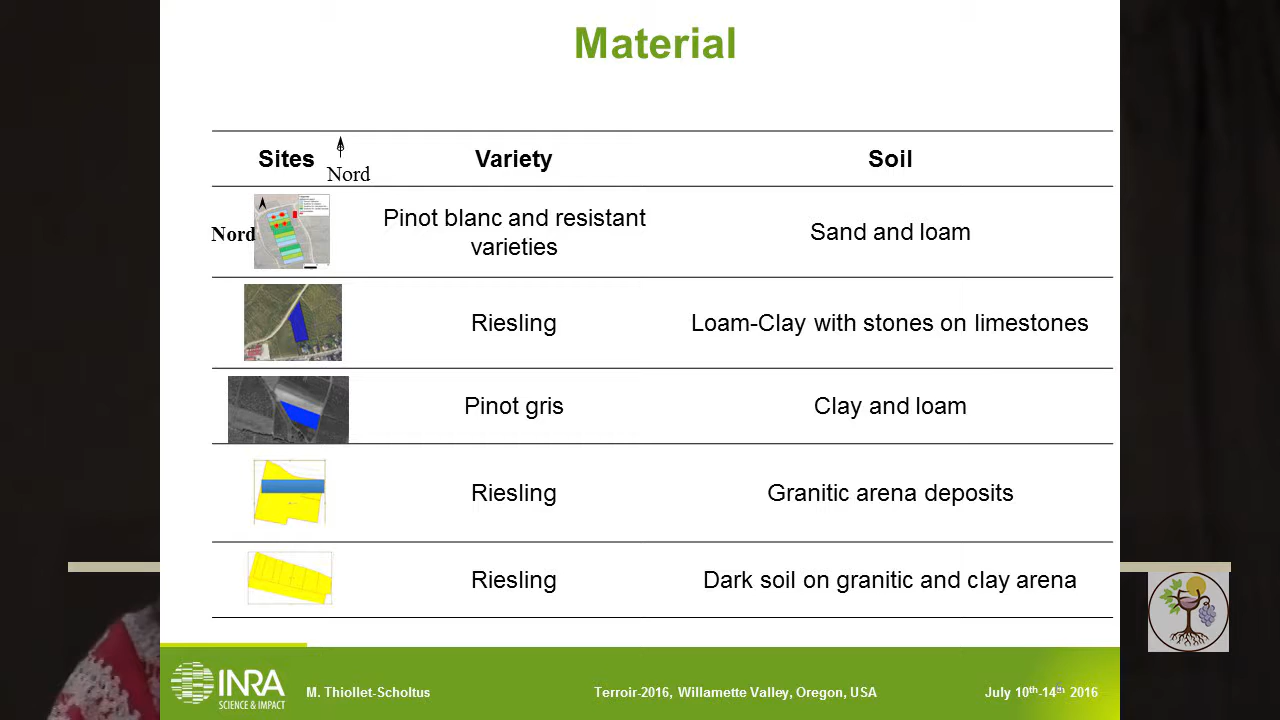 Material
Sites
Nord
Variety
Soil
Nord
Pinot blanc and resistant
varieties
Sand and loam
Riesling
Loam-Clay with stones on limestones
Pinot gris
Clay and loam
Riesling
Granitic arena deposits
Riesling
Dark soil on granitic and clay arena
INRA
SCIENCE & IMPACT
M. Thiollet-Scholtus
Terroir-2016, Willamette Valley, Oregon, USA
July 10th-14th 2016